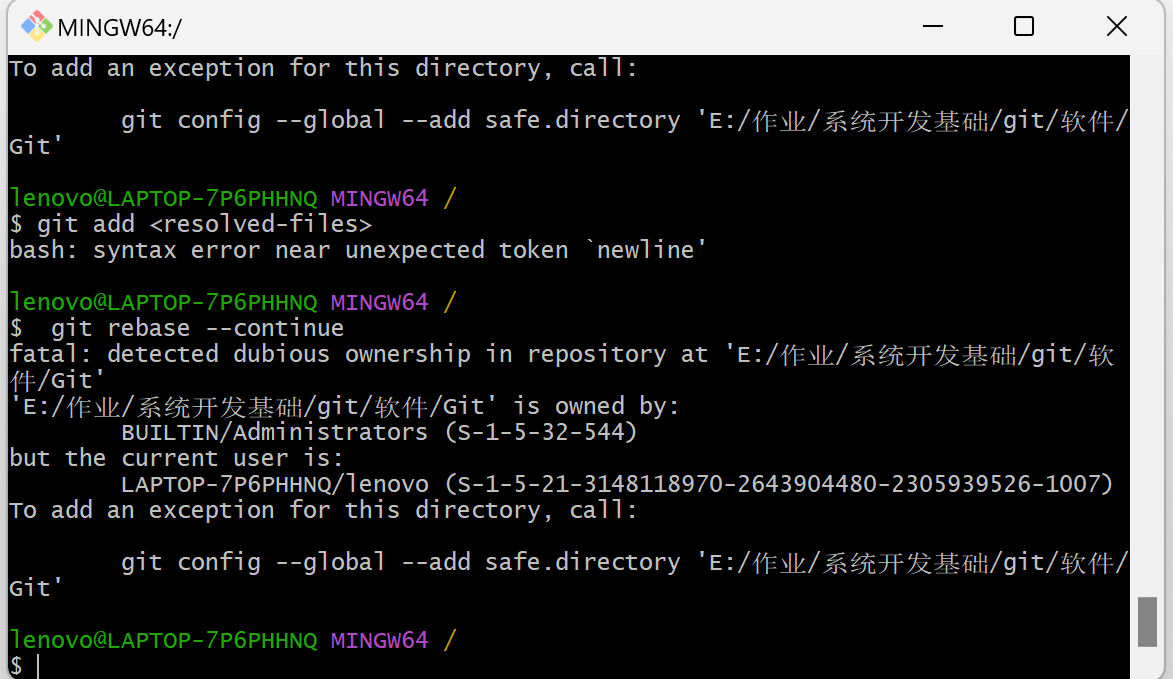 MINGW64:/
To add an exception for this directory, call:
git config --global --add safe.directory 'E:/作业/系统开发基础/git/软件/
Git'
lenovo@LAPTOP-7P6PHHNQ MINGW64 /
$ git add <resolved-files>
bash: syntax error near unexpected token `newline'
lenovo@LAPTOP-7P6PHHNQ MINGW64 /
$  git rebase --continue
fatal: detected dubious ownership in repository at 'E:/作业/系统开发基础/git/软
件/Git'
'E:/作业/系统开发基础/git/软件/Git' is owned by:
BUILTIN/Administrators (S-1-5-32-544)
but the current user is:
LAPTOP-7P6PHHNQ/lenovo (S-1-5-21-3148118970-2643904480-2305939526-1007)
To add an exception for this directory, call:
git config --global --add safe.directory 'E:/作业/系统开发基础/git/软件/
Git'
lenovo@LAPTOP-7P6PHHNQ MINGW64 /
$